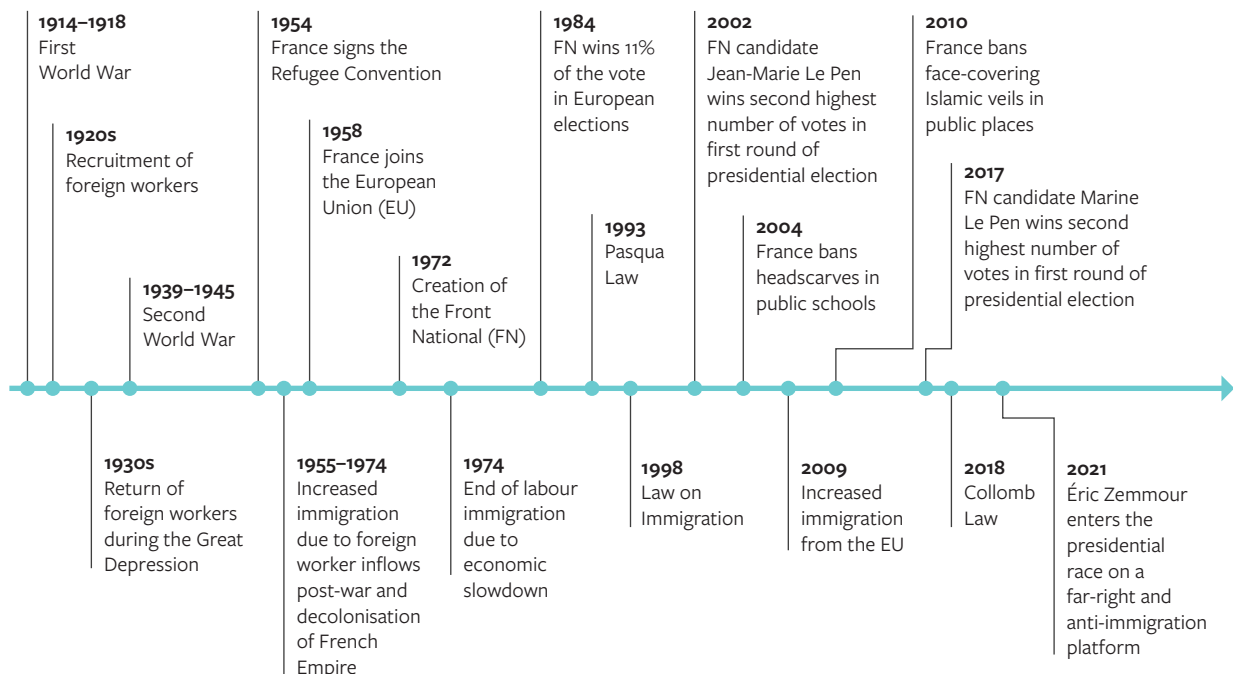 1914–1918
First
World War
1920s
Recruitment of
foreign workers
1939–1945
Second
World War
1954
France signs the
Refugee Convention
1958
France joins
the European
Union (EU)
1972
Creation of
the Front
National (FN)
1984
FN wins 11%
of the vote
in European
elections
1993
Pasqua
Law
2002
FN candidate
Jean-Marie Le Pen
wins second highest
number of votes in
first round of
presidential election
2004
France bans
headscarves in
public schools
2010
France bans
face-covering
Islamic veils in
public places
2017
FN candidate Marine
Le Pen wins second
highest number of
votes in first round of
presidential election
1930s
Return of
foreign workers
during the Great
Depression
1955–1974
Increased
immigration
due to foreign
worker inflows
post-war and
decolonisation
of French
Empire
1974
End of labour
immigration
due to
economic
slowdown
1998
Law on
Immigration
2009
Increased
immigration
from the EU
2018
Collomb
Law
2021
Éric Zemmour
enters the
presidential
race on a
far-right and
anti-immigration
platform